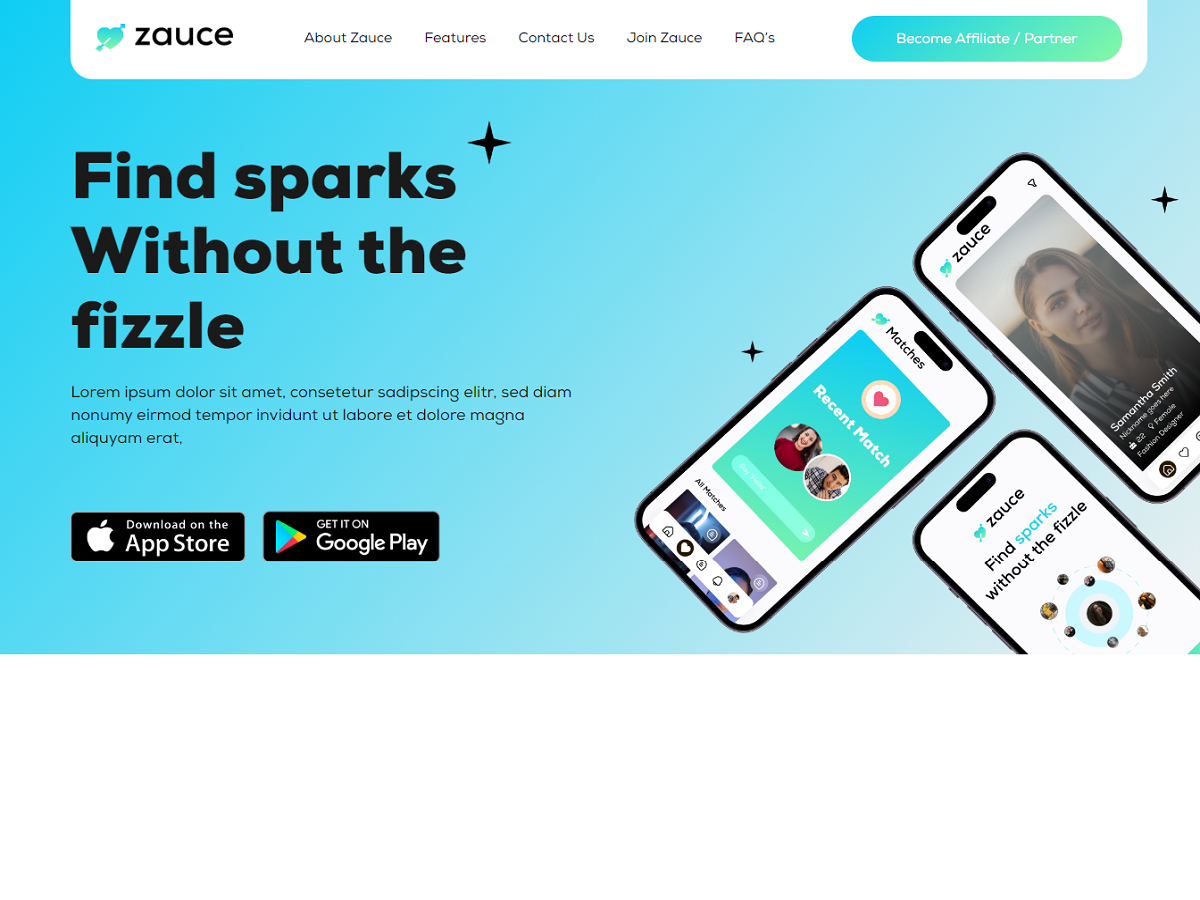 zauce
About Zauce
Features
Contact Us
Join Zauce
FAQ's
Become Affiliate / Partner
Find sparks
Without the
fizzle
Lorem ipsum dolor sit amet, consetetur sadipscing elitr, sed diam
nonumy eirmod tempor invidunt ut labore et dolore magna
aliquyam erat,
Download on the
App Store
GET IT ON
Google Play
Matches
Recent Match
All Matches
zauce
Samantha Smith
Nickname goes here
22 Female
Fashion Designer
zauce
Find sparks
without the fizzle